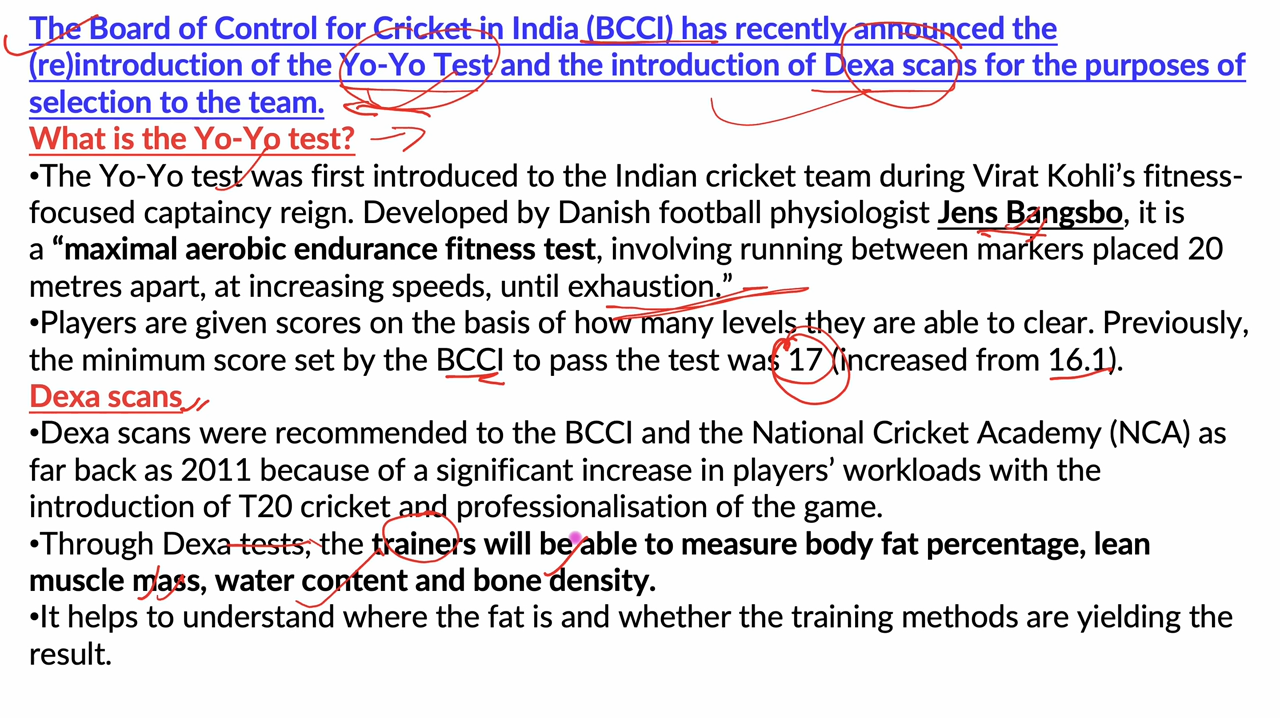 The Board of Control for Cricket in India (BCCI) has recently announced the
(re)introduction of the Yo-Yo Test and the introduction of Dexa scans for the purposes of
selection to the team.
What is the Yo-Yo test?
•The Yo-Yo test was first introduced to the Indian cricket team during Virat Kohli’s fitness-
focused captaincy reign. Developed by Danish football physiologist Jens Bangsbo, it is
a “maximal aerobic endurance fitness test, involving running between markers placed 20
metres apart, at increasing speeds, until exhaustion.”
•Players are given scores on the basis of how many levels they are able to clear. Previously,
the minimum score set by the BCCI to pass the test was 17 (increased from 16.1).
Dexa scans
•Dexa scans were recommended to the BCCI and the National Cricket Academy (NCA) as
far back as 2011 because of a significant increase in players’ workloads with the
introduction of T20 cricket and professionalisation of the game.
•Through Dexa tests, the trainers will be able to measure body fat percentage, lean
muscle mass, water content and bone density.
•It helps to understand where the fat is and whether the training methods are yielding the
result.